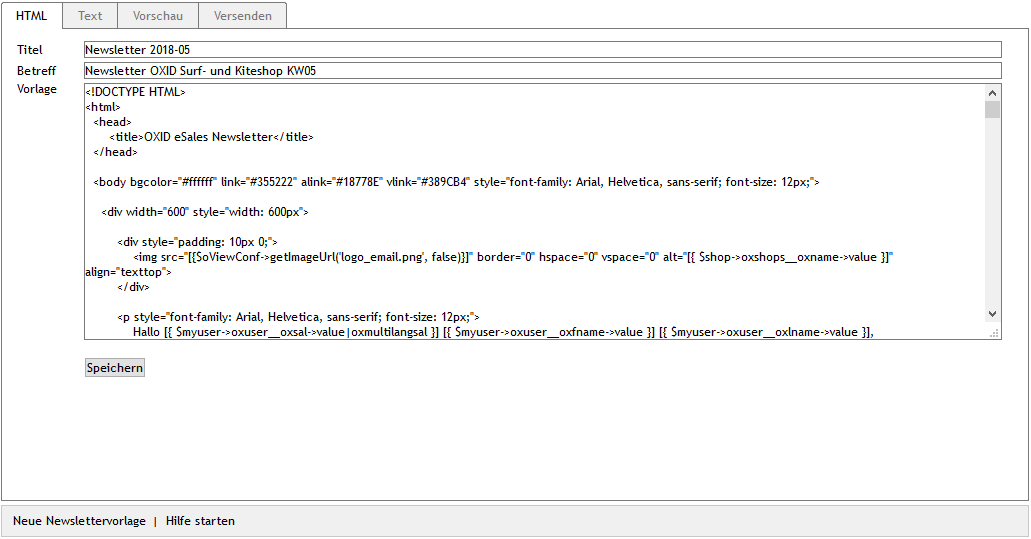 HTML Text Vorschau Versenden
Titel Newsletter 2018-05
Betreff Newsletter OXID Surf- und Kiteshop KW05
Vorlage <!DOCTYPE HTML>
<html>
<head>
<title>OXID eSales Newsletter</title>
</head>
<body bgcolor="#ffffff" link="#355222" alink="#18778E" vlink="#389CB4" style="font-family: Arial, Helvetica, sans-serif; font-size: 12px;">
<div width="600" style="width: 600px">
<div style="padding: 10px 0;">
<img src="[{$oViewConf->getImageUrl('logo_email.png', false)}]" border="0" hspace="0" vspace="0" alt="[{ $shop->oxshops__oxname->value }]"
align="texttop">
</div>
<p style="font-family: Arial, Helvetica, sans-serif; font-size: 12px;">
Hallo [{ $myuser->oxuser__oxsal->value|oxmultilangsal }] [{ $myuser->oxuser__oxfname->value }] [{ $myuser->oxuser__oxlname->value }],
Speichern
Neue Newslettervorlage | Hilfe starten